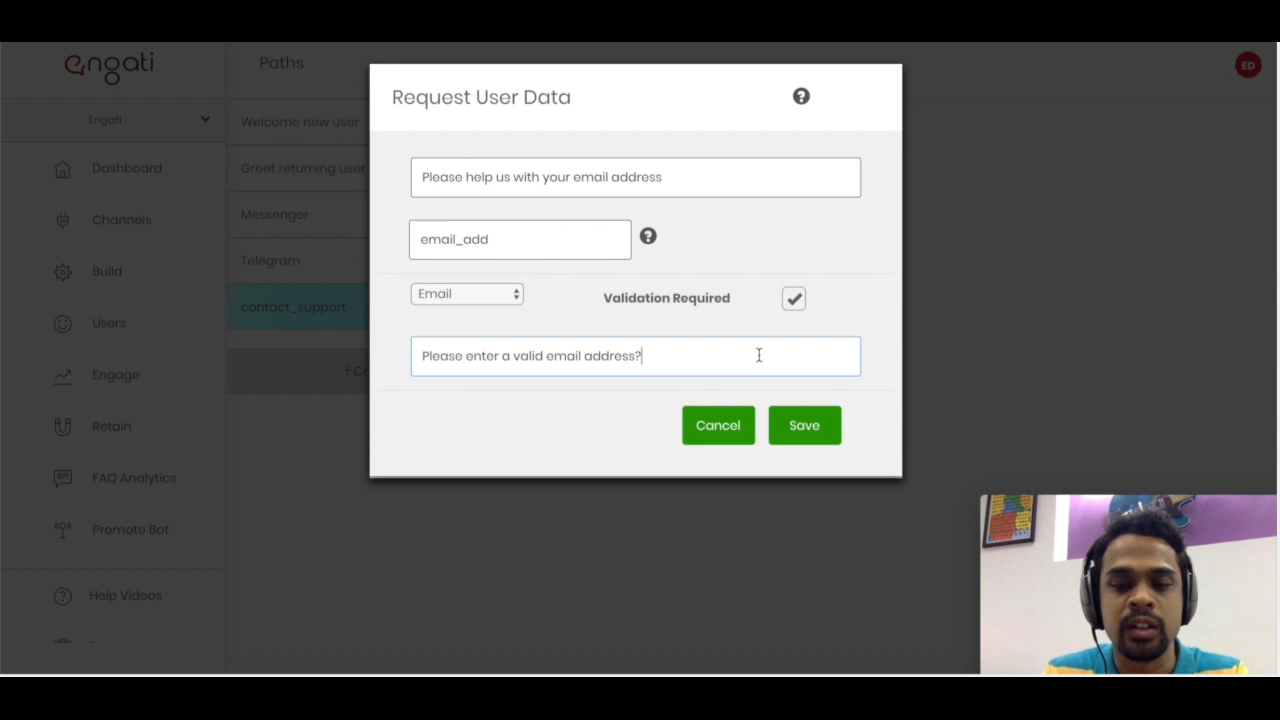 engati
Paths
ED
Engati
Dashboard
Channels
Build
Users
Engage
Retain
FAQ Analytics
Promote Bot
Help Videos
Welcome new user
Greet returning user
Messenger
Telegram
contact_support
Request User Data
?
Please help us with your email address
email_add
?
Email
Validation Required
Please enter a valid email address?
Cancel
Save